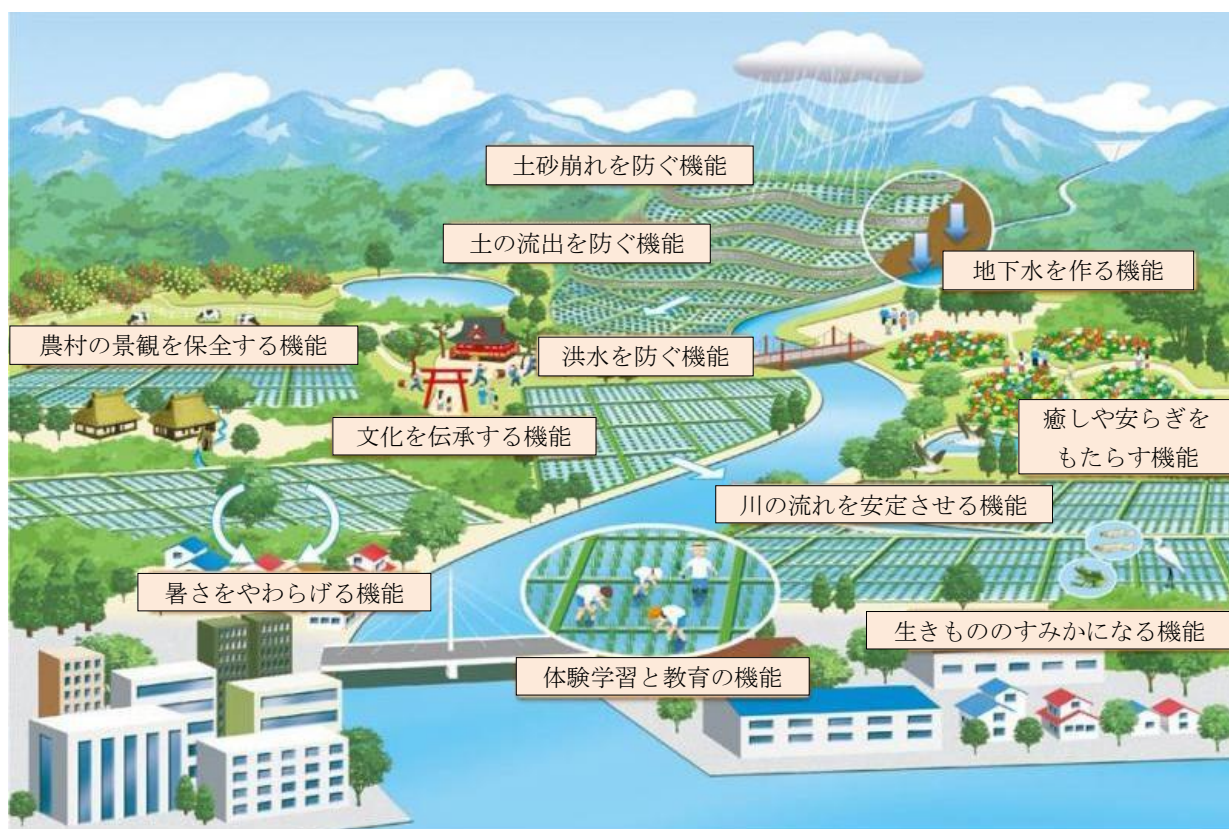 土砂崩れを防ぐ機能
土の流出を防ぐ機能
地下水を作る機能
農村の景観を保全する機能
洪水を防ぐ機能
文化を伝承する機能
癒しや安らぎを
もたらす機能
川の流れを安定させる機能
暑さをやわらげる機能
生きもののすみかになる機能
体験学習と教育の機能